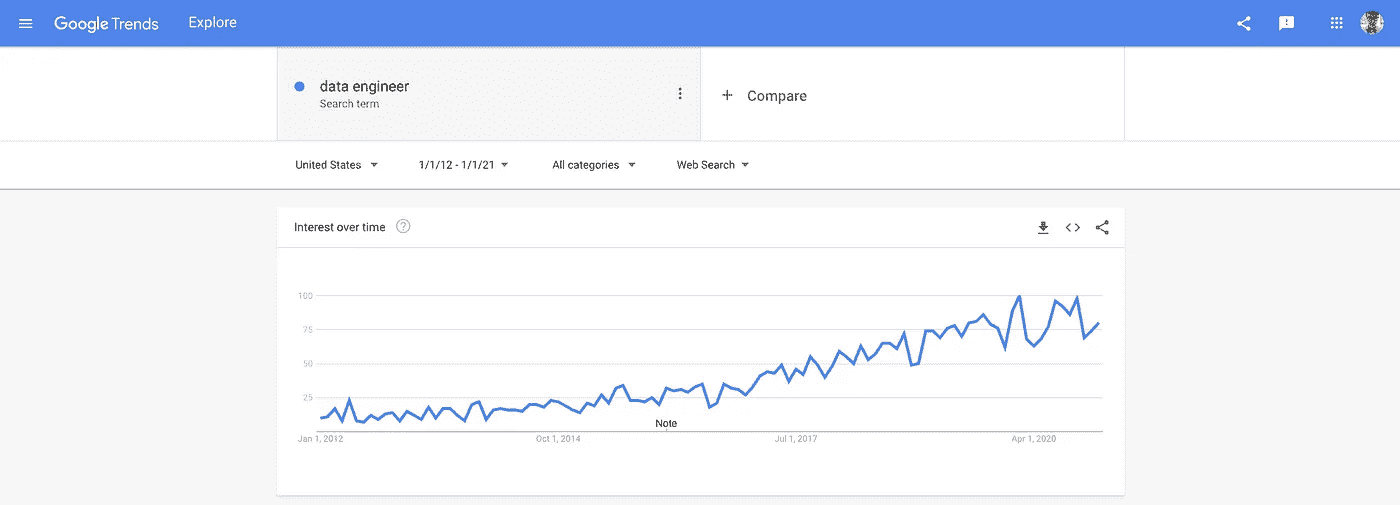 Google Trends Explore
data engineer
Search term
+ Compare
United States 1/1/12 - 1/1/21 All categories Web Search
Interest over time ?
100
75
50
25
Note
Jan 1, 2012 Oct 1, 2014 Jul 1, 2017 Apr 1, 2020